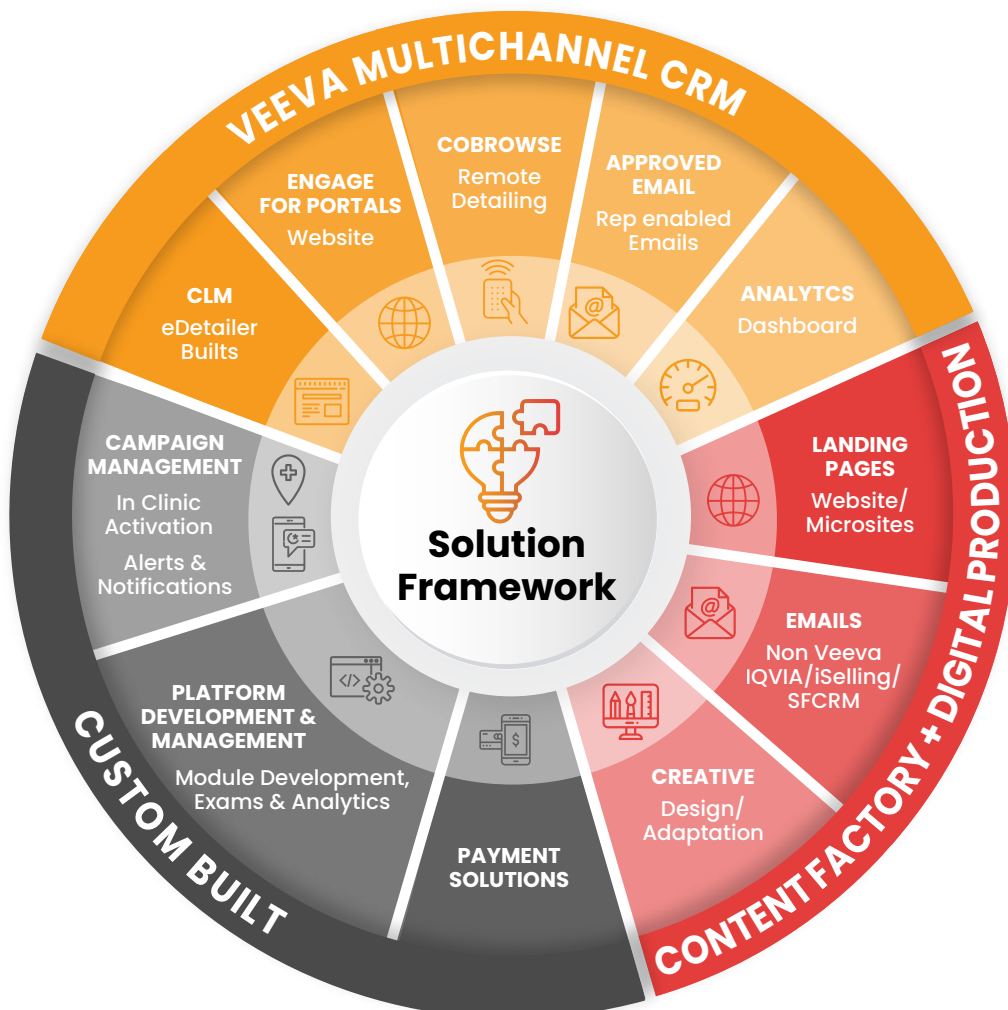 VEEVA MULTICHANNEL CRM
CLM
eDetailer
Builts
ENGAGE
FOR PORTALS
Website
COBROWSE
Remote
Detailing
APPROVED
EMAIL
Rep enabled
Emails
ANALYTCS
Dashboard
CONTENT FACTORY + DIGITAL PRODUCTION
LANDING
PAGES
Website/
Microsites
EMAILS
Non Veeva
IQVIA/iSelling/
SFCRM
CREATIVE
Design/
Adaptation
CUSTOM BUILT
PAYMENT
SOLUTIONS
PLATFORM
DEVELOPMENT &
MANAGEMENT
Module Development,
Exams & Analytics
CAMPAIGN
MANAGEMENT
In Clinic
Activation
Alerts &
Notifications
Solution
Framework
@
@
</>
$